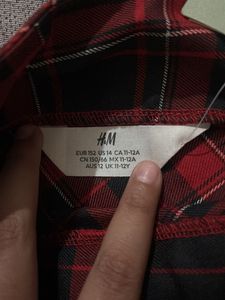 H&M
EUR 152 US 14 CA 11-12A
CN 150/66 MX 11-12A
AUS 12 UK 11-12Y